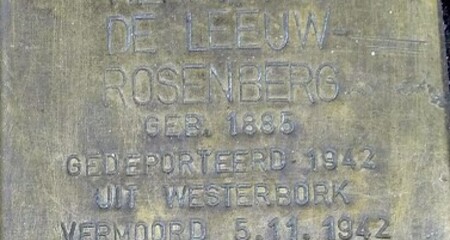 DE LEEUW
ROSENBERG
GEB. 1885
GEDEPORTEERD 1942
UIT WESTERBORK
VERMOORD 5.11.1942